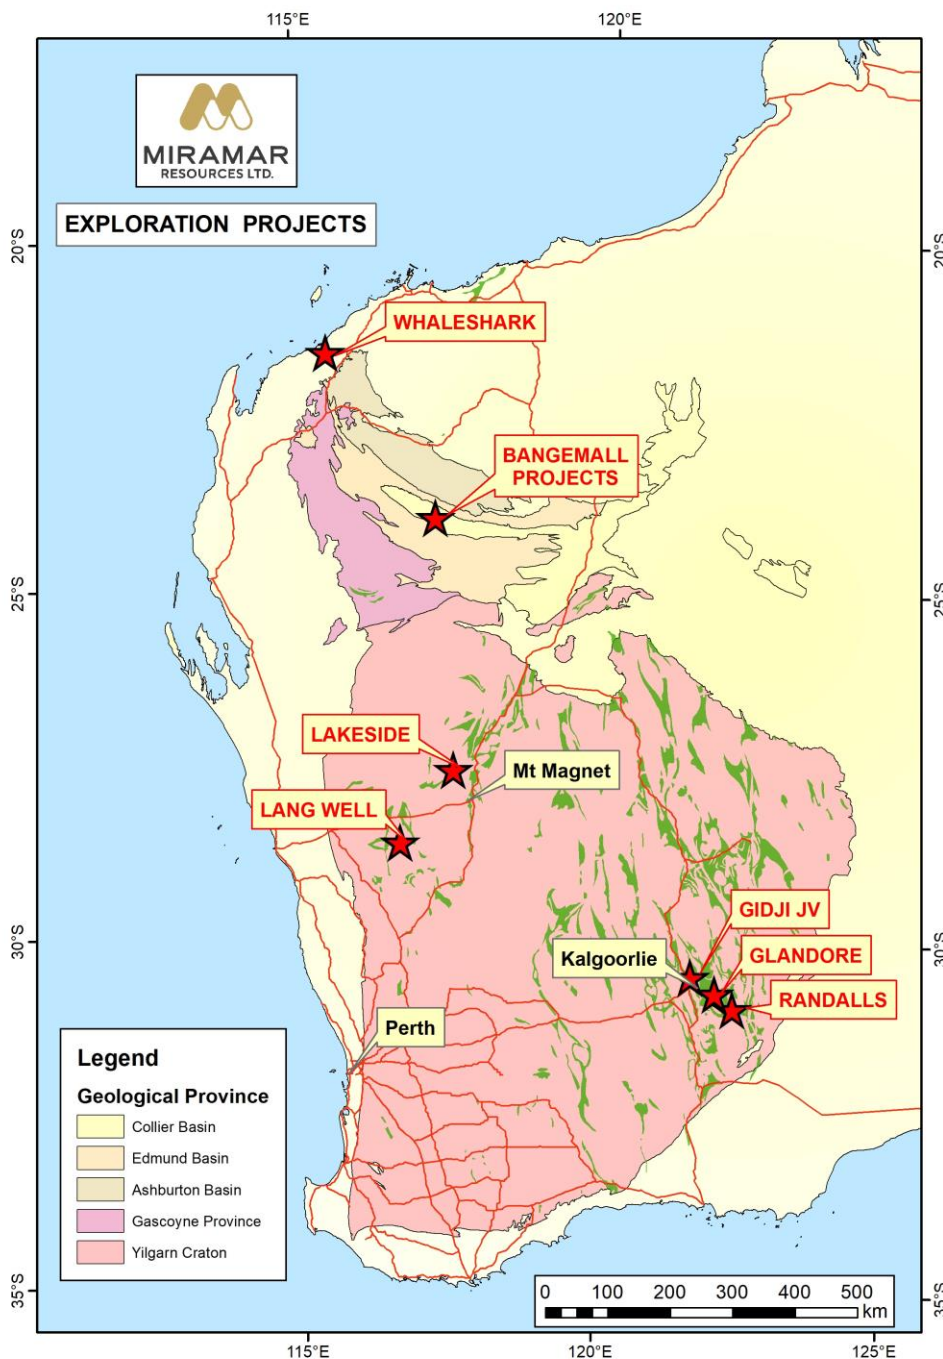 115°E
120°E
MIRAMAR
RESOURCES LTD.
EXPLORATION PROJECTS
20°S
20°S
WHALESHARK
BANGEMALL
PROJECTS
25°S
25°S
LAKESIDE
Mt Magnet
LANG WELL
GIDJI JV
30°S
30°S
Kalgoorlie
GLANDORE
RANDALLS
Perth
Legend
Geological Province
Collier Basin
Edmund Basin
Ashburton Basin
Gascoyne Province
Yilgarn Craton
0 100 200 300 400 500
km
35°S
35°S
115°E
120°E
125°E